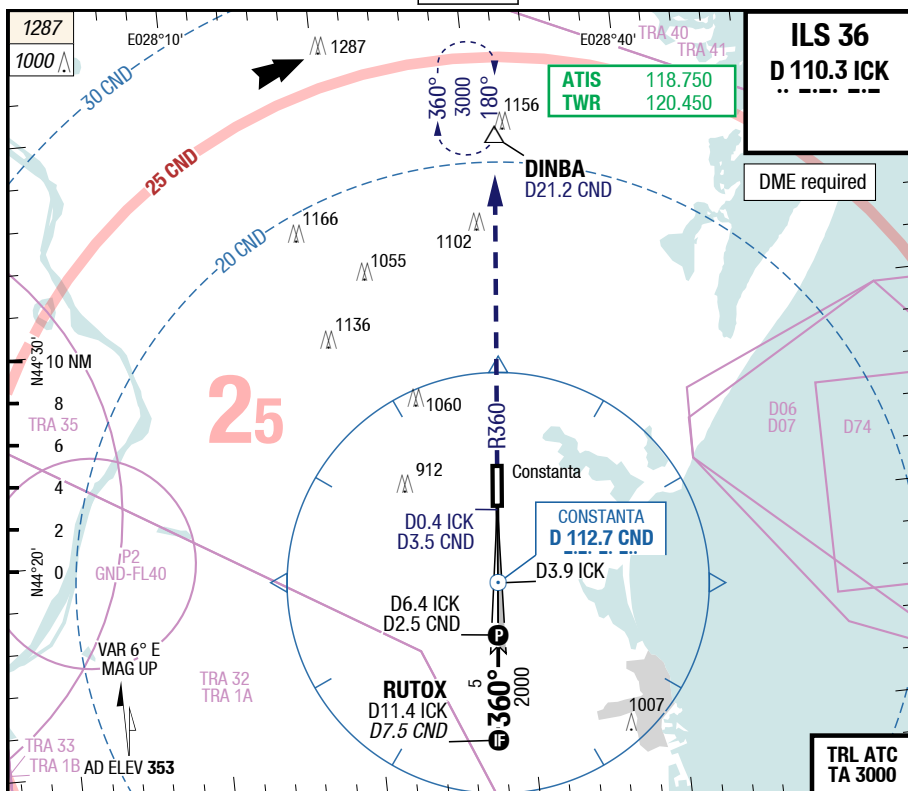 1287
1000
E028°10'
1287
E028°40'
TRA 40
TRA 41
ILS 36
D 110.3 ICK
ATIS 118.750
TWR 120.450
30 CND
360°
3000
180°
1156
25 CND
DINBA
D21.2 CND
DME required
1166
1102
20 CND
1055
1136
N44°30'
10 NM
8
6
4
2
0
N44°20'
25
TRA 35
1060
R360
D06
D07
D74
912
Constanta
D0.4 ICK
D3.5 CND
CONSTANTA
D 112.7 CND
D3.9 ICK
P2
GND-FL40
D6.4 ICK
D2.5 CND
P
VAR 6° E
MAG UP
TRA 32
TRA 1A
RUTOX
D11.4 ICK
D7.5 CND
5
360°
2000
IF
1007
TRA 33
TRA 1B
AD ELEV 353
TRL ATC
TA 3000